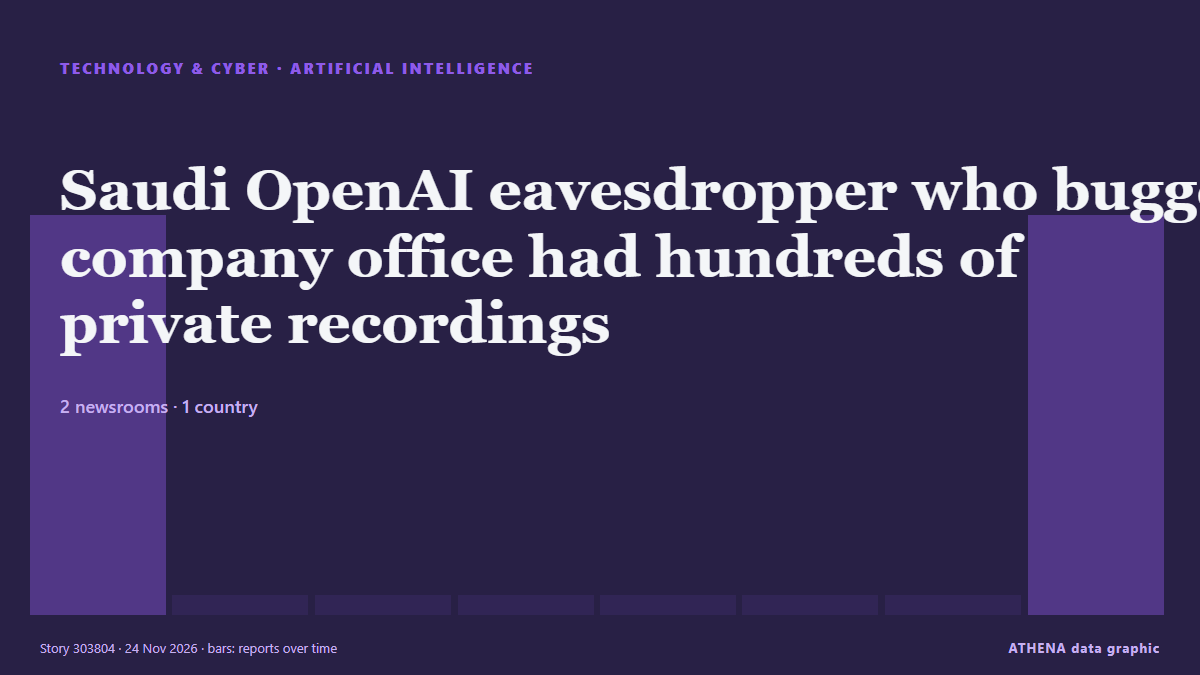 TECHNOLOGY & CYBER · ARTIFICIAL INTELLIGENCE
Saudi OpenAI eavesdropper who
company office had hundreds of
private recordings
2 newsrooms · 1 country
Story 303804 · 24 Nov 2026 · bars: reports over time
ATHENA data graphic